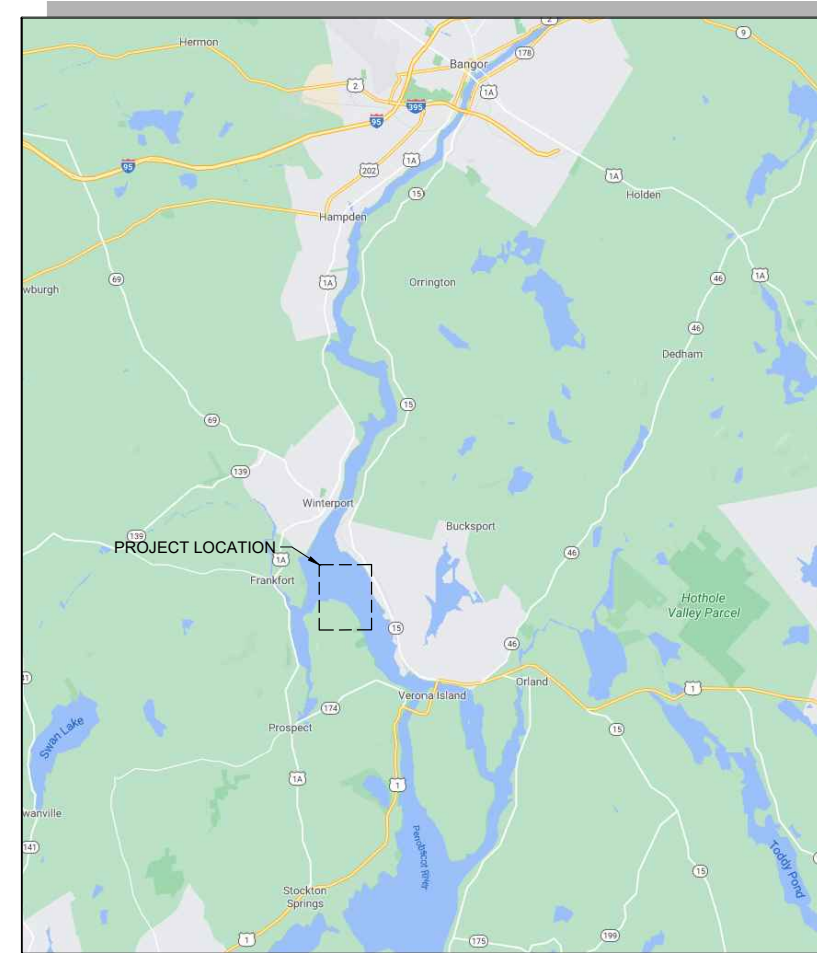 Hermon
2
9
178
Bangor
2
1A
395
95
1A
95
202
1A
Holden
15
Hampden
69
1A
46
1A
wburgh
Orrington
46
Dedham
15
69
139
Winterport
Bucksport
139
PROJECT LOCATION
46
1A
Frankfort
Hothole
Valley Parcel
15
46
Orland
1
Verona Island
174
Prospect
15
Swan Lake
1A
1
wanville
141
Penobscot River
Toddy Pond
15
Stockton
Springs
1
175
199